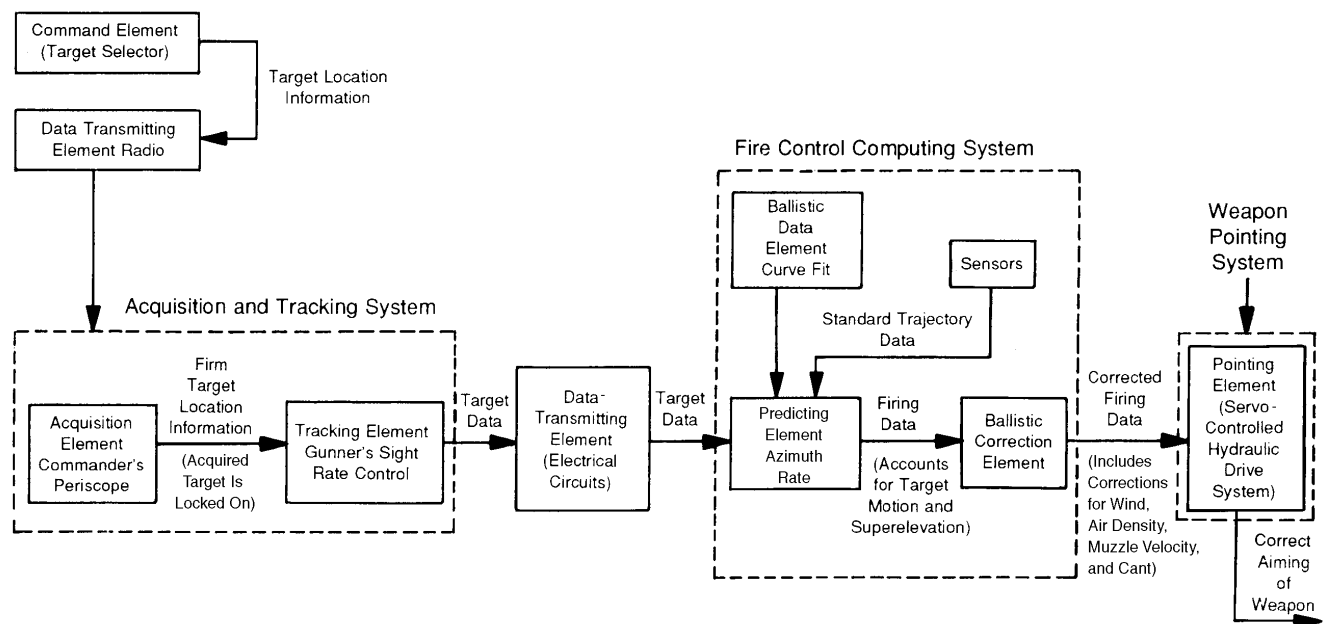 Command Element
(Target Selector)
Target Location
Information
Data Transmitting
Element Radio
Acquisition and Tracking System
Acquisition
Element
Commander's
Periscope
Firm
Target
Location
Information
(Acquired
Target Is
Locked On)
Tracking Element
Gunner's Sight
Rate Control
Target
Data
Data-
Transmitting
Element
(Electrical
Circuits)
Target Data
Fire Control Computing System
Ballistic
Data
Element
Curve Fit
Sensors
Standard Trajectory
Data
Predicting
Element
Azimuth
Rate
Firing
Data
(Accounts
for Target
Motion and
Superelevation)
Ballistic
Correction
Element
Corrected
Firing
Data
(Includes
Corrections
for Wind,
Air Density,
Muzzle Velocity,
and Cant)
Weapon
Pointing
System
Pointing
Element
(Servo-
Controlled
Hydraulic
Drive
System)
Correct
Aiming
of
Weapon